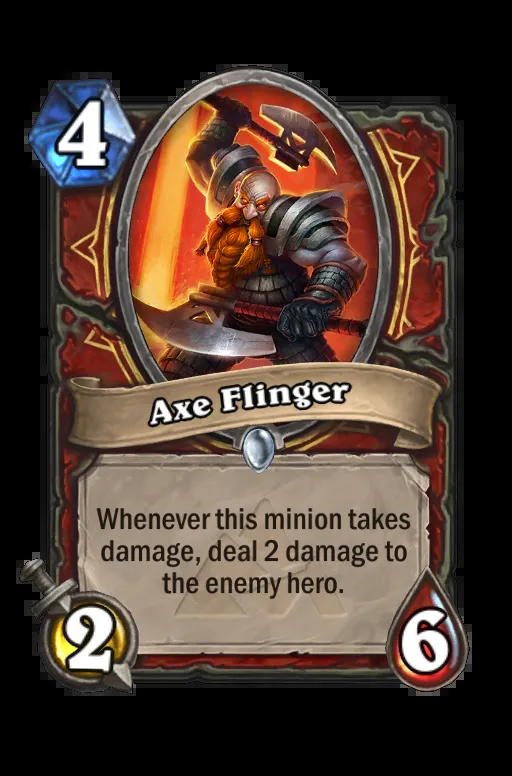 4
Axe Flinger
Whenever this minion takes
damage, deal 2 damage to
the enemy hero.
2
6